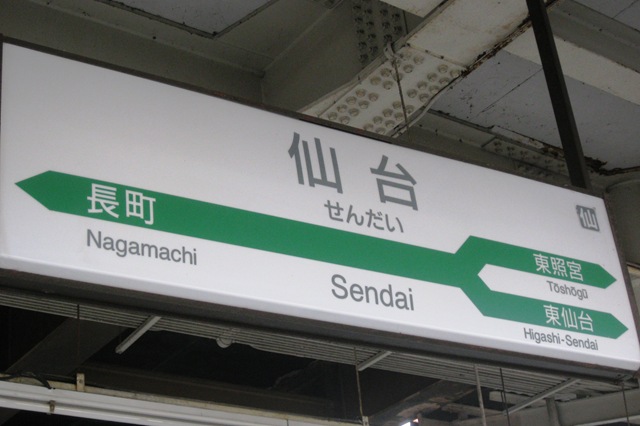 仙台
せんだい
仙
長町
Nagamachi
Sendai
東照宮
Tōshōgū
東仙台
Higashi-Sendai